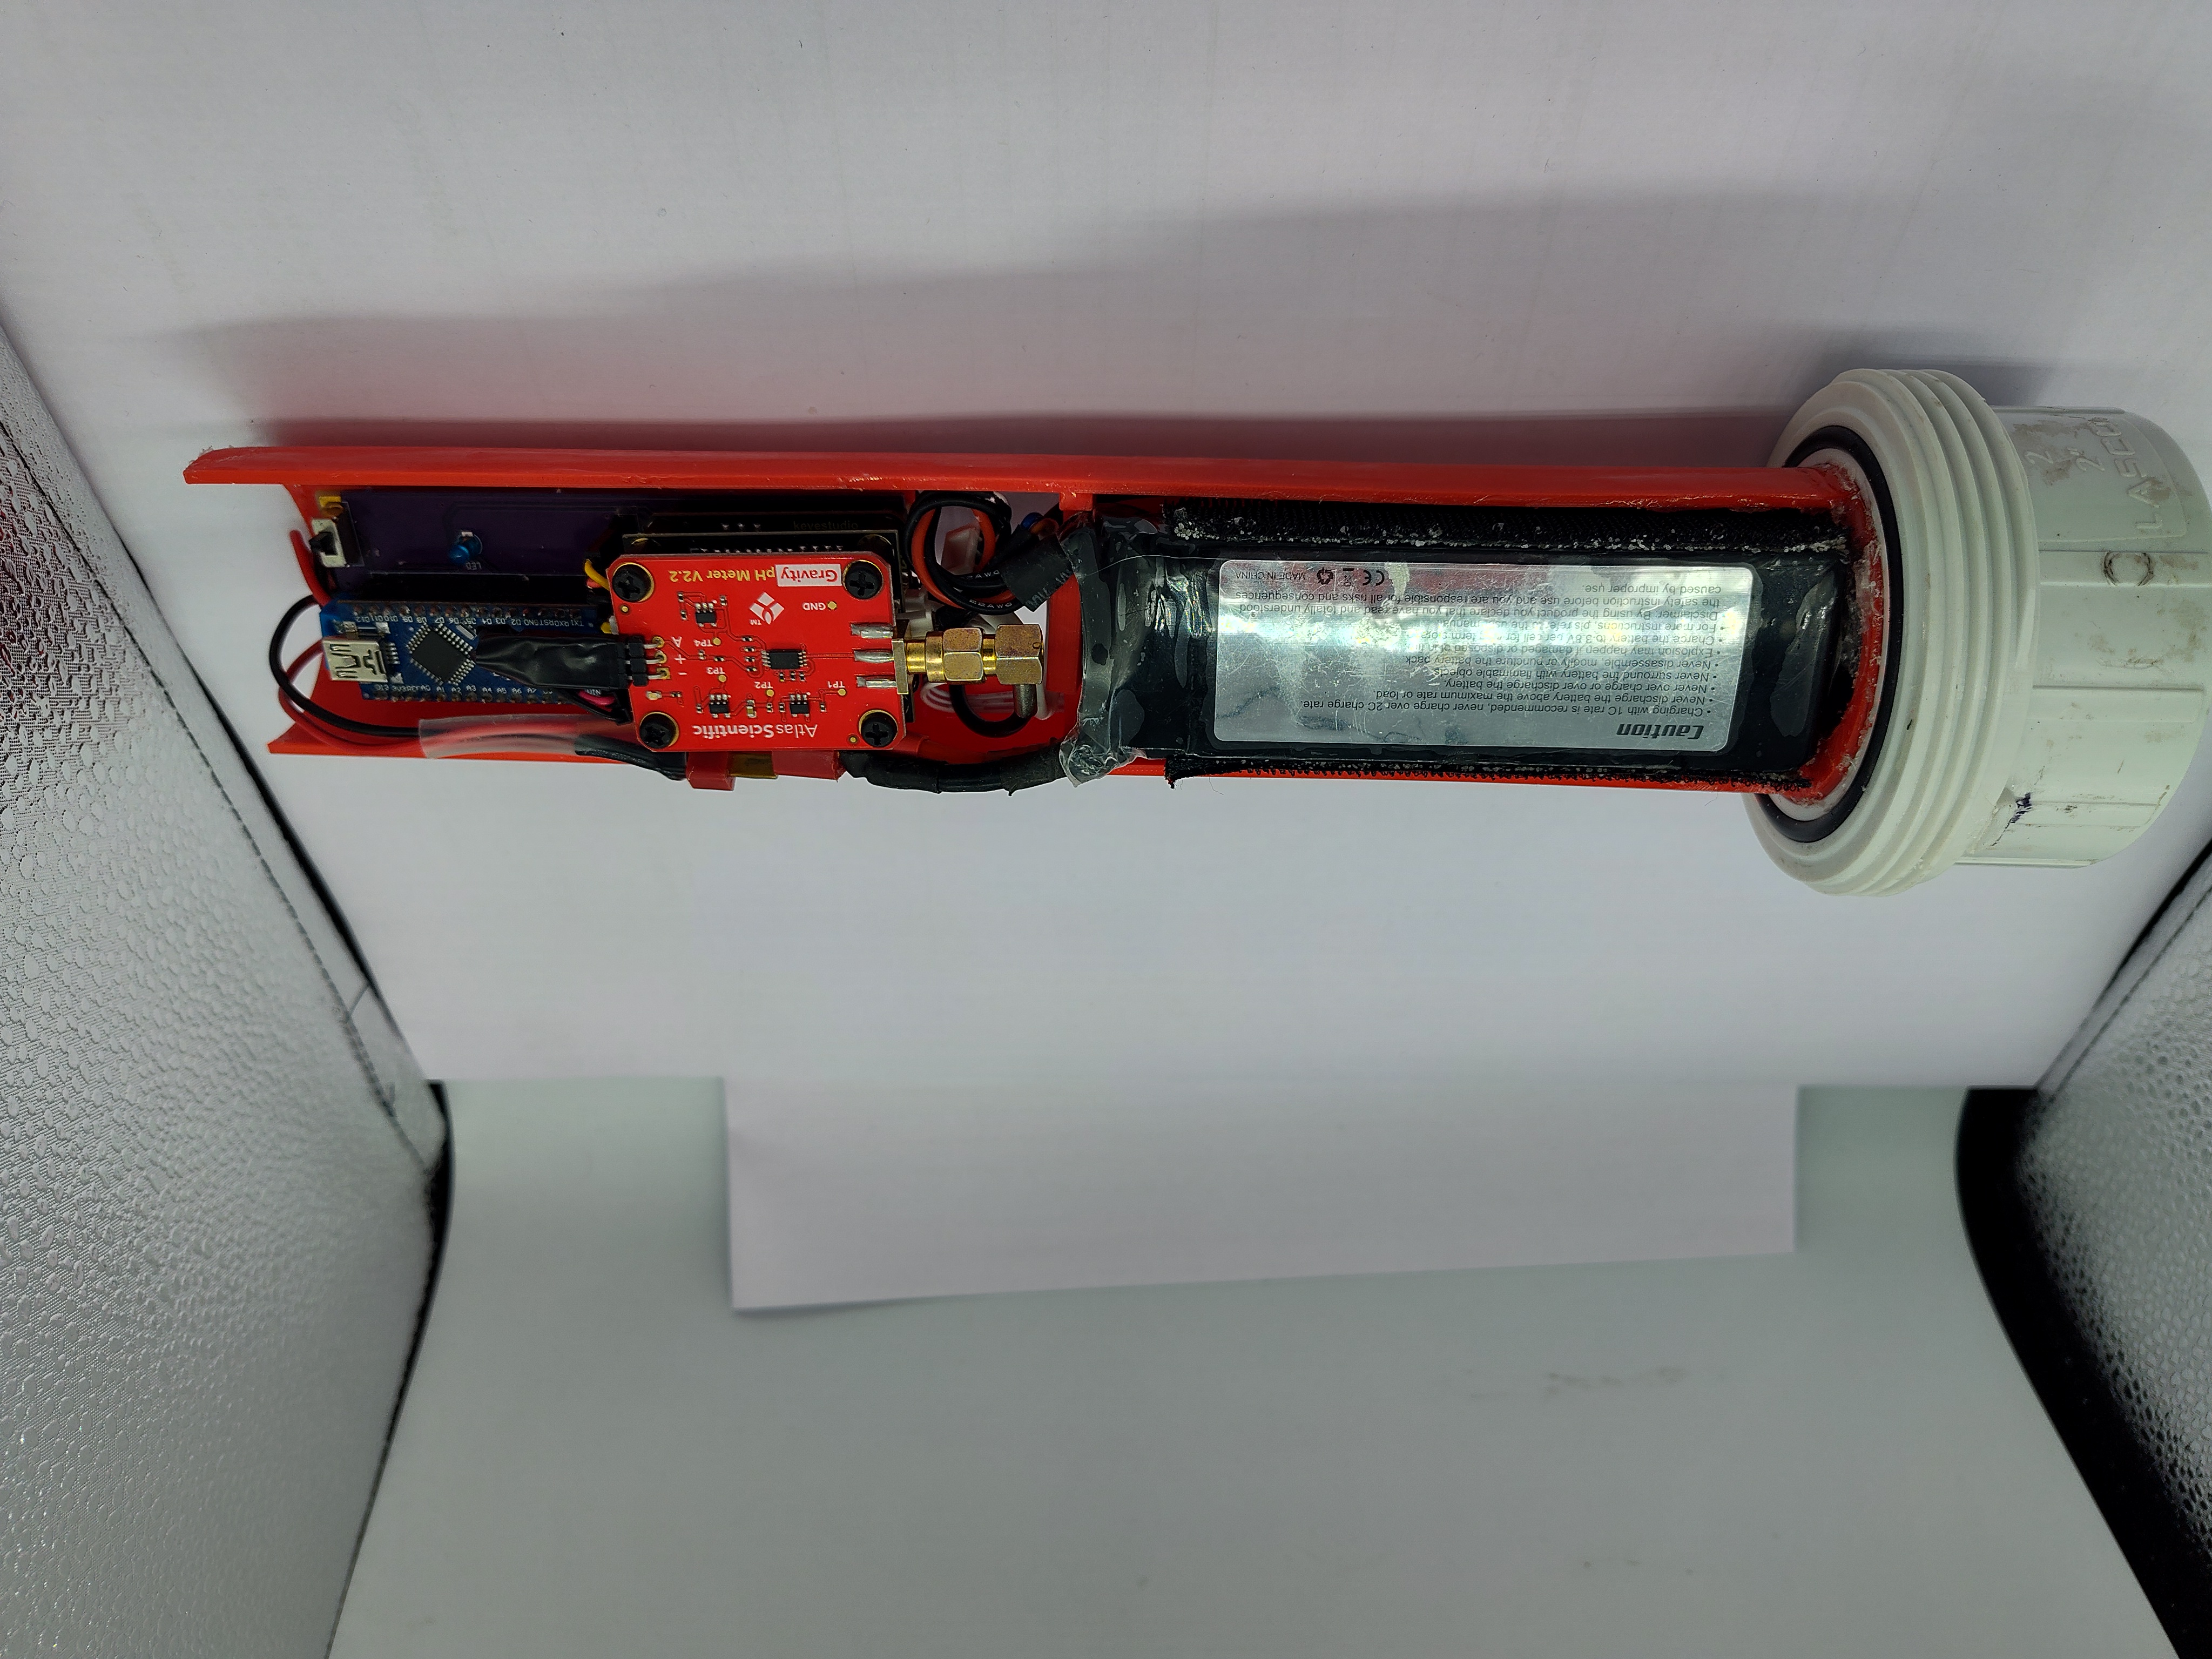 Caution
• Charging with 1C rate is recommended, never charge over 2C charge rate.
• Never discharge the battery above the maximum rate or load.
• Never over charge or over discharge the battery.
• Never surround the battery with flammable objects
• Never disassemble, modify or puncture the battery pack
• Explosion may happen if damaged or disposed of in
• Charge the battery to 3.8V per cell for term
• For more instructions, pls refer to the manual
Disclaimer: By using the product you declare that you have read and totally understood
the safety instruction before use and you are responsible for all risks and consequences
caused by improper use.
CE MADE IN CHINA
Atlas Scientific
TP1
TP2
TP3
TP4
-
+
A
GND
TM
Gravity pH Meter V2.2
TX1 RX0 RST GND D2 D3 D4 D5 D6 D7 D8 D9 D10 D11 D12
LED
keyestudio
LASCO
2
2